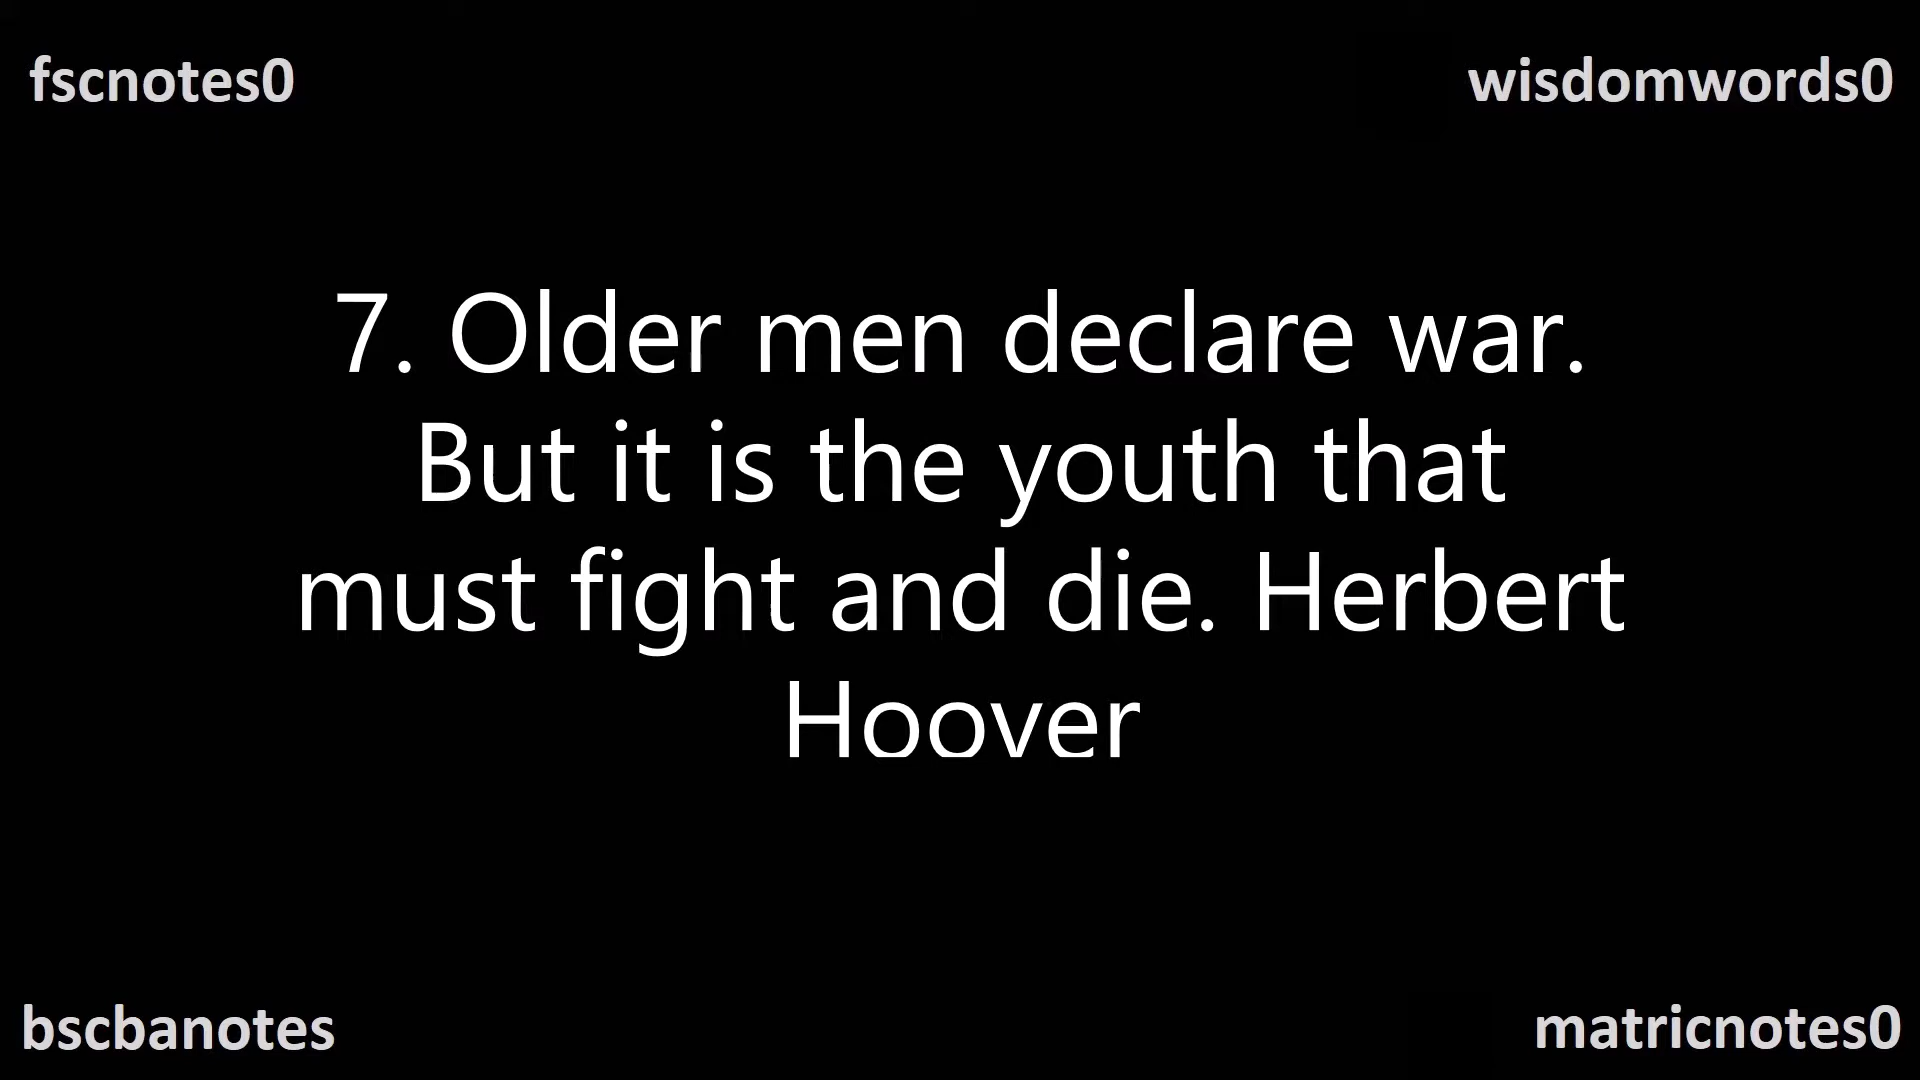 fscnotes0
wisdomwords0
7. Older men declare war.
But it is the youth that
must fight and die. Herbert
Hoover
bscbanotes
matricnotes0